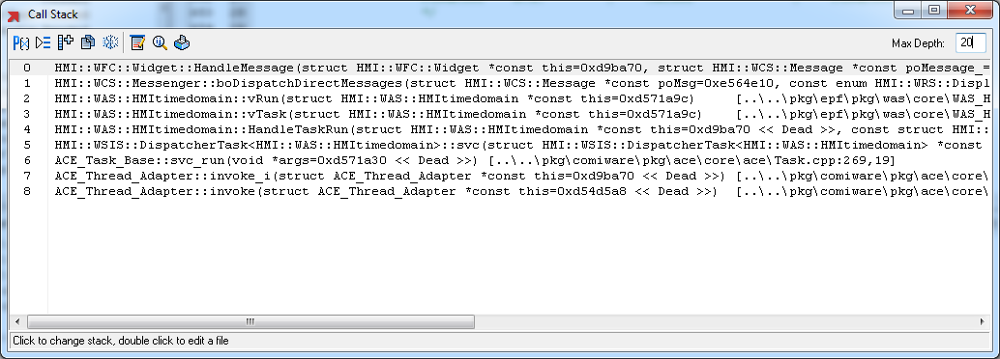 Call Stack
P(x)
Max Depth: 20
0 HMI::WFC::Widget::HandleMessage(struct HMI::WFC::Widget *const this=0xd9ba70, struct HMI::WCS::Message *const poMessage_=
1 HMI::WCS::Messenger::boDispatchDirectMessages(struct HMI::WCS::Message *const poMsg=0xe564e10, const enum HMI::WRS::Displ
2 HMI::WAS::HMItimedomain::vRun(struct HMI::WAS::HMItimedomain *const this=0xd571a9c) [..\..\pkg\epf\pkg\was\core\WAS_H
3 HMI::WAS::HMItimedomain::vTask(struct HMI::WAS::HMItimedomain *const this=0xd571a9c) [..\..\pkg\epf\pkg\was\core\WAS_H
4 HMI::WAS::HMItimedomain::HandleTaskRun(struct HMI::WAS::HMItimedomain *const this=0xd9ba70 << Dead >>, const struct HMI::
5 HMI::WSIS::DispatcherTask<HMI::WAS::HMItimedomain>::svc(struct HMI::WSIS::DispatcherTask<HMI::WAS::HMItimedomain> *const
6 ACE_Task_Base::svc_run(void *args=0xd571a30 << Dead >>) [..\..\pkg\comiware\pkg\ace\core\ace\Task.cpp:269,19]
7 ACE_Thread_Adapter::invoke_i(struct ACE_Thread_Adapter *const this=0xd9ba70 << Dead >>) [..\..\pkg\comiware\pkg\ace\core\
8 ACE_Thread_Adapter::invoke(struct ACE_Thread_Adapter *const this=0xd54d5a8 << Dead >>) [..\..\pkg\comiware\pkg\ace\core\
Click to change stack, double click to edit a file